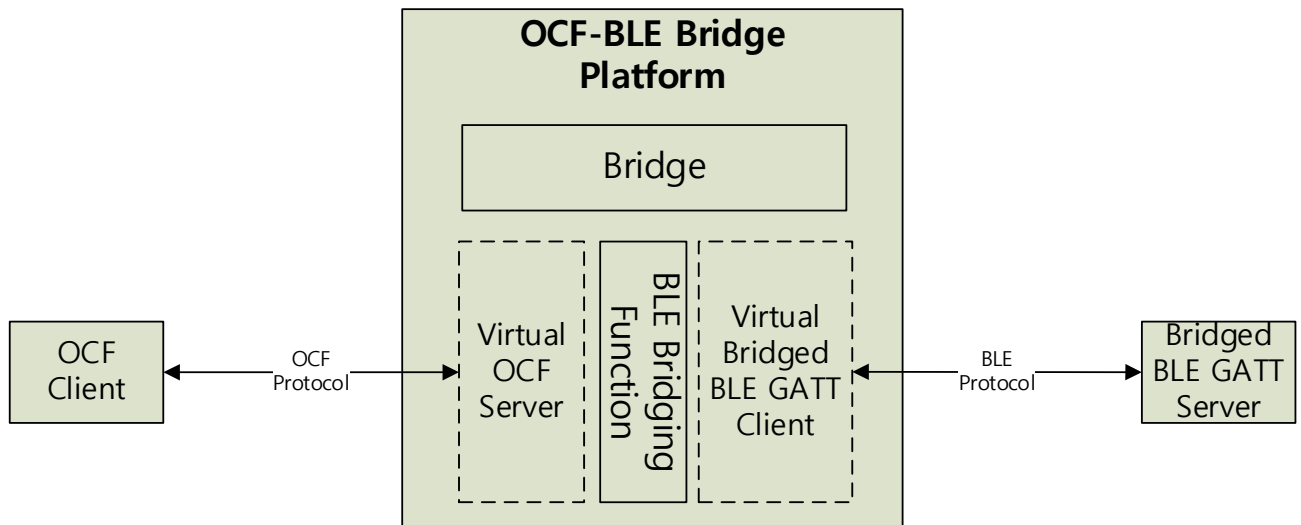 OCF-BLE Bridge
Platform
Bridge
OCF
Client
OCF
Protocol
Virtual
OCF
Server
BLE Bridging
Function
Virtual
Bridged
BLE GATT
Client
BLE
Protocol
Bridged
BLE GATT
Server